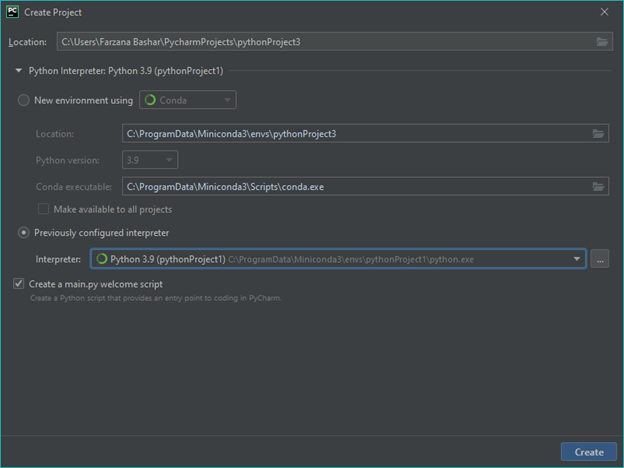 PC Create Project
Location: C:\Users\Farzana Bashar\PycharmProjects\pythonProject3
Python Interpreter: Python 3.9 (pythonProject1)
New environment using Conda
Location: C:\ProgramData\Miniconda3\envs\pythonProject3
Python version: 3.9
Conda executable: C:\ProgramData\Miniconda3\Scripts\conda.exe
Make available to all projects
Previously configured interpreter
Interpreter: Python 3.9 (pythonProject1) C:\ProgramData\Miniconda3\envs\pythonProject1\python.exe ...
Create a main.py welcome script
Create a Python script that provides an entry point to coding in PyCharm.
Create